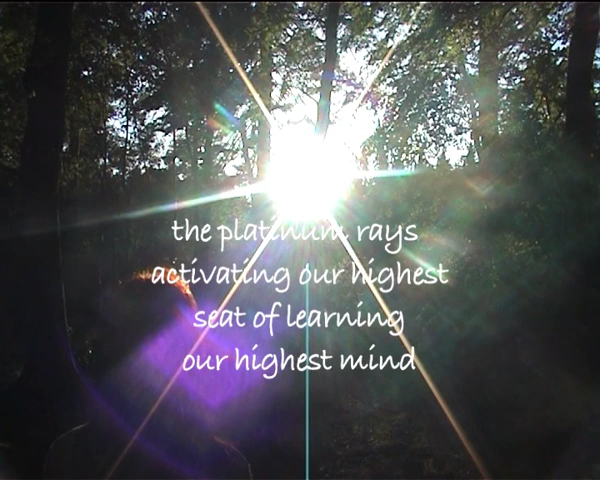 the platinum rays
activating our highest
seat of learning
our highest mind